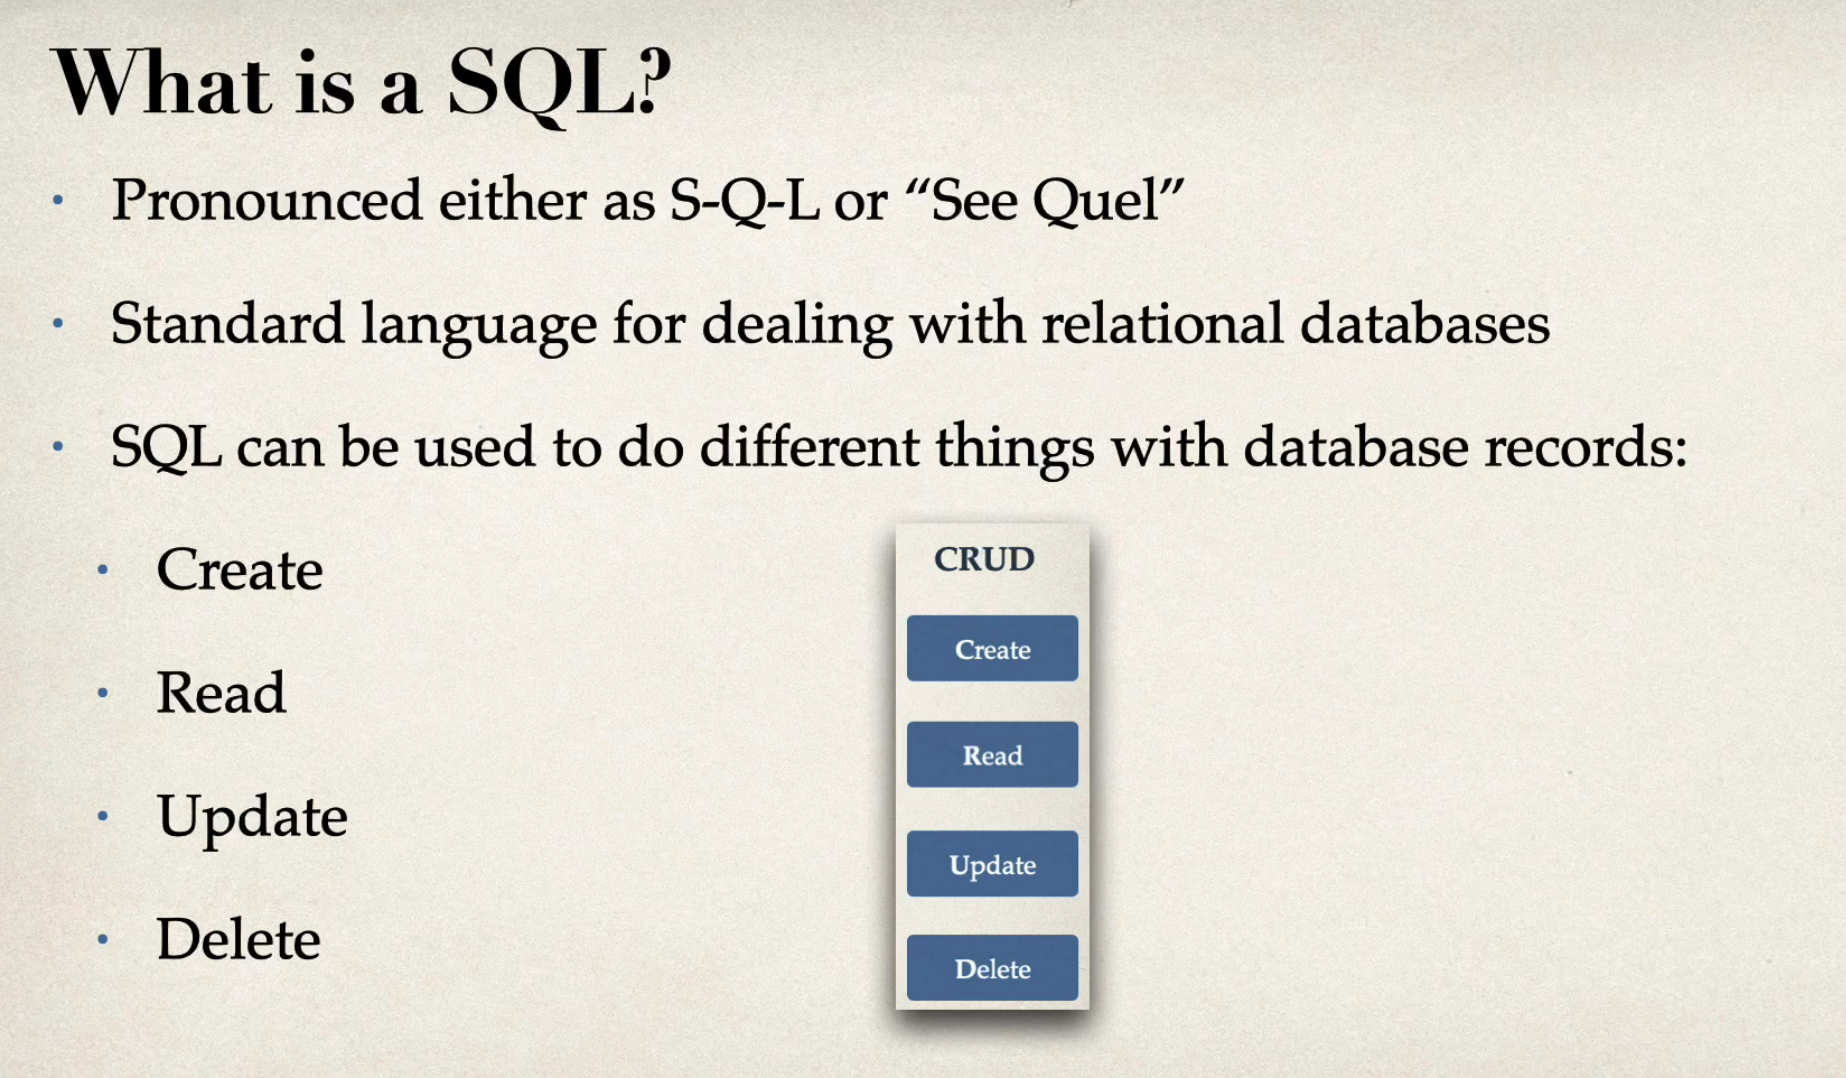 What is a SQL?
• Pronounced either as S-Q-L or “See Quel”
• Standard language for dealing with relational databases
• SQL can be used to do different things with database records:
• Create
• Read
• Update
• Delete
CRUD
Create
Read
Update
Delete